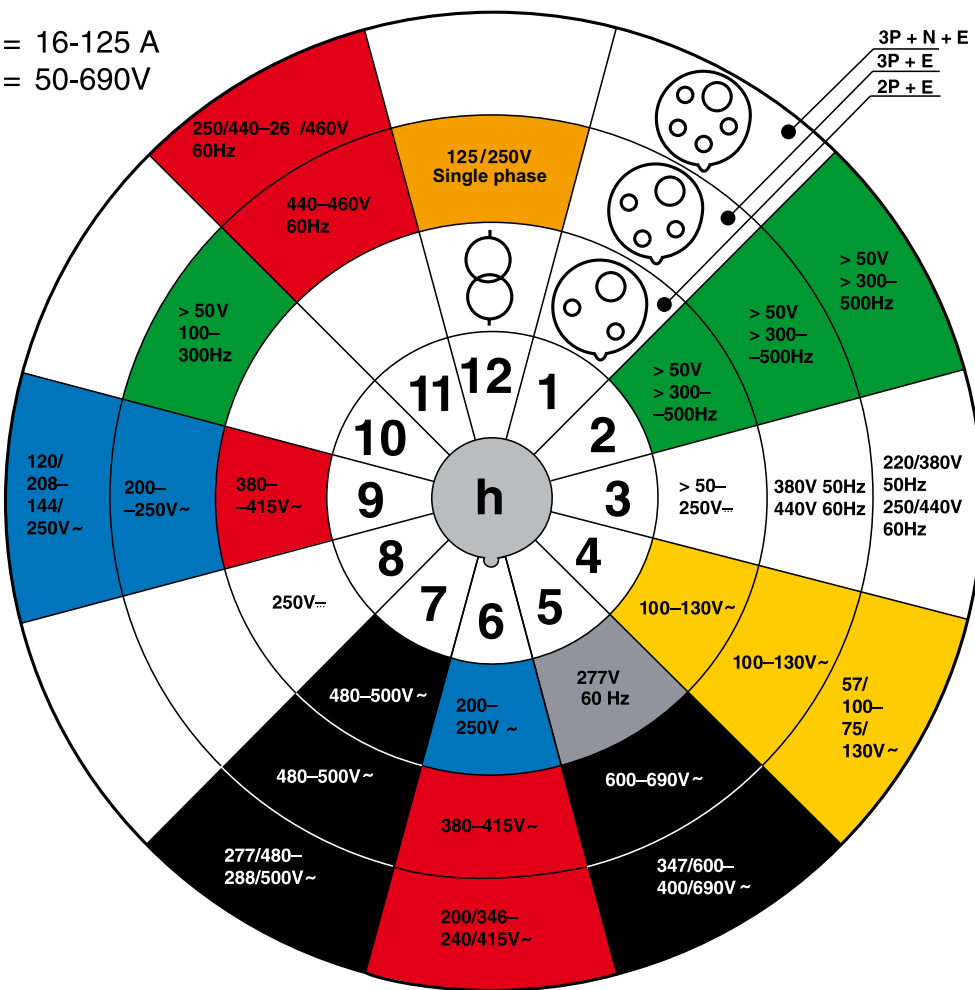 = 16-125 A
= 50-690V
3P + N + E
3P + E
2P + E
250/440–26 /460V
60Hz
440–460V
60Hz
125/250V
Single phase
> 50V
> 300–
500Hz
> 50V
> 300–
–500Hz
> 50V
> 300–
–500Hz
> 50V
100–
300Hz
12
1
2
3
4
5
6
7
8
9
10
11
h
120/
208–
144/
250V~
200–
–250V~
380–
–415V~
> 50–
250V⎓
380V 50Hz
440V 60Hz
220/380V
50Hz
250/440V
60Hz
250V⎓
100–130V~
100–130V~
57/
100–
75/
130V~
480–500V~
200–
250V ~
277V
60 Hz
480–500V~
380–415V~
600–690V~
277/480–
288/500V~
200/346–
240/415V~
347/600–
400/690V~